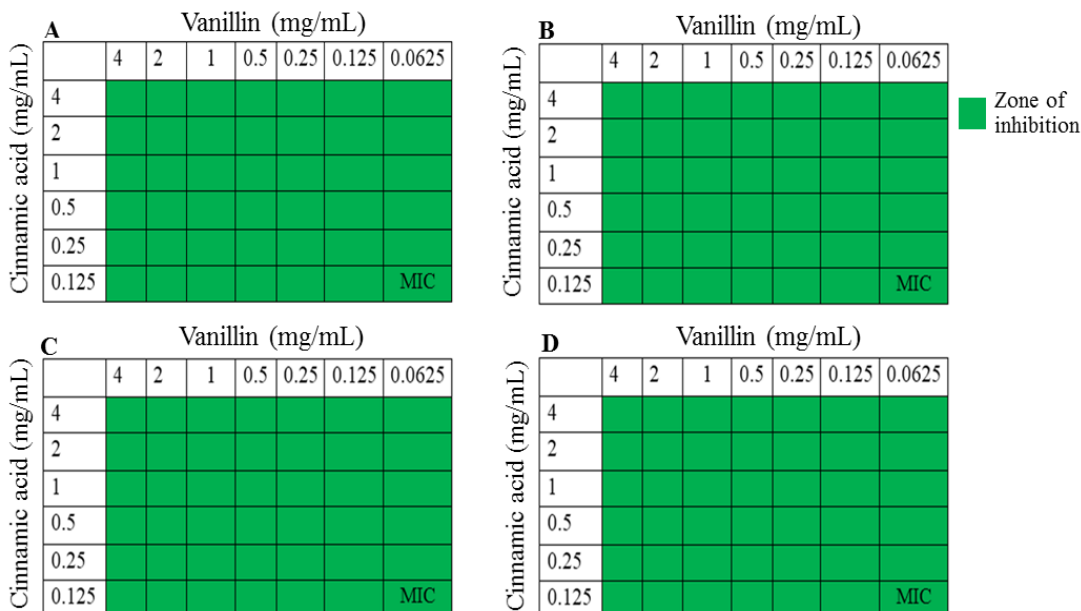 A
Vanillin (mg/mL)
Cinnamic acid (mg/mL)
4 2 1 0.5 0.25 0.125 0.0625
4
2
1
0.5
0.25
0.125 MIC
B
Vanillin (mg/mL)
Cinnamic acid (mg/mL)
4 2 1 0.5 0.25 0.125 0.0625
4
2
1
0.5
0.25
0.125 MIC
Zone of
inhibition
C
Vanillin (mg/mL)
Cinnamic acid (mg/mL)
4 2 1 0.5 0.25 0.125 0.0625
4
2
1
0.5
0.25
0.125 MIC
D
Vanillin (mg/mL)
Cinnamic acid (mg/mL)
4 2 1 0.5 0.25 0.125 0.0625
4
2
1
0.5
0.25
0.125 MIC